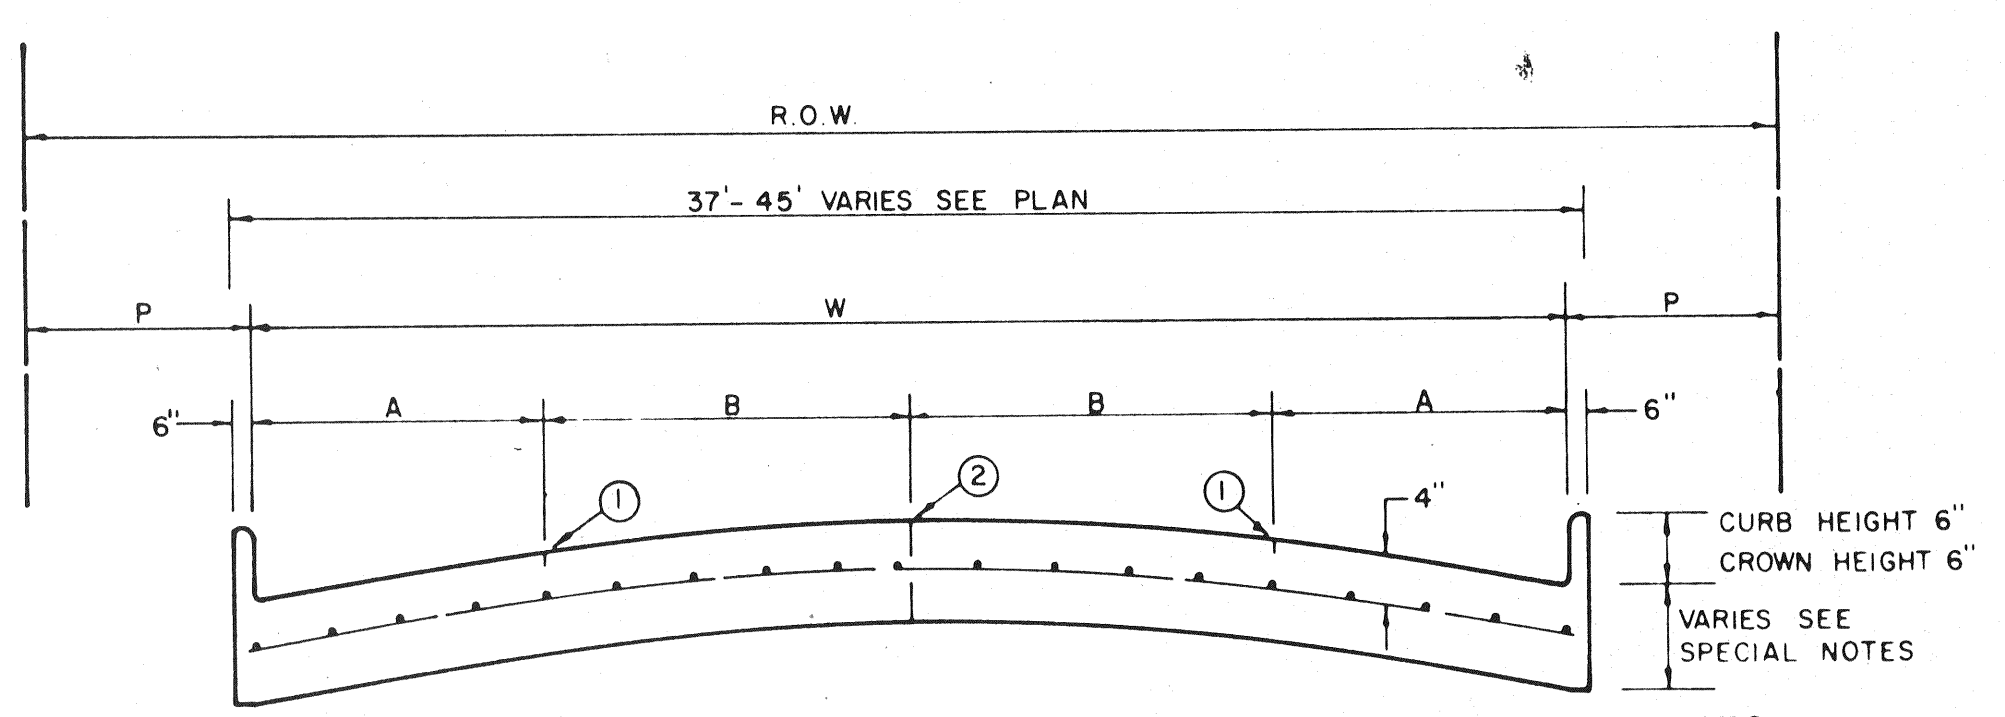 R.O.W.
37'- 45' VARIES SEE PLAN
P W P
6" A B B A 6"
1 2 1 4"
CURB HEIGHT 6"
CROWN HEIGHT 6"
VARIES SEE
SPECIAL NOTES